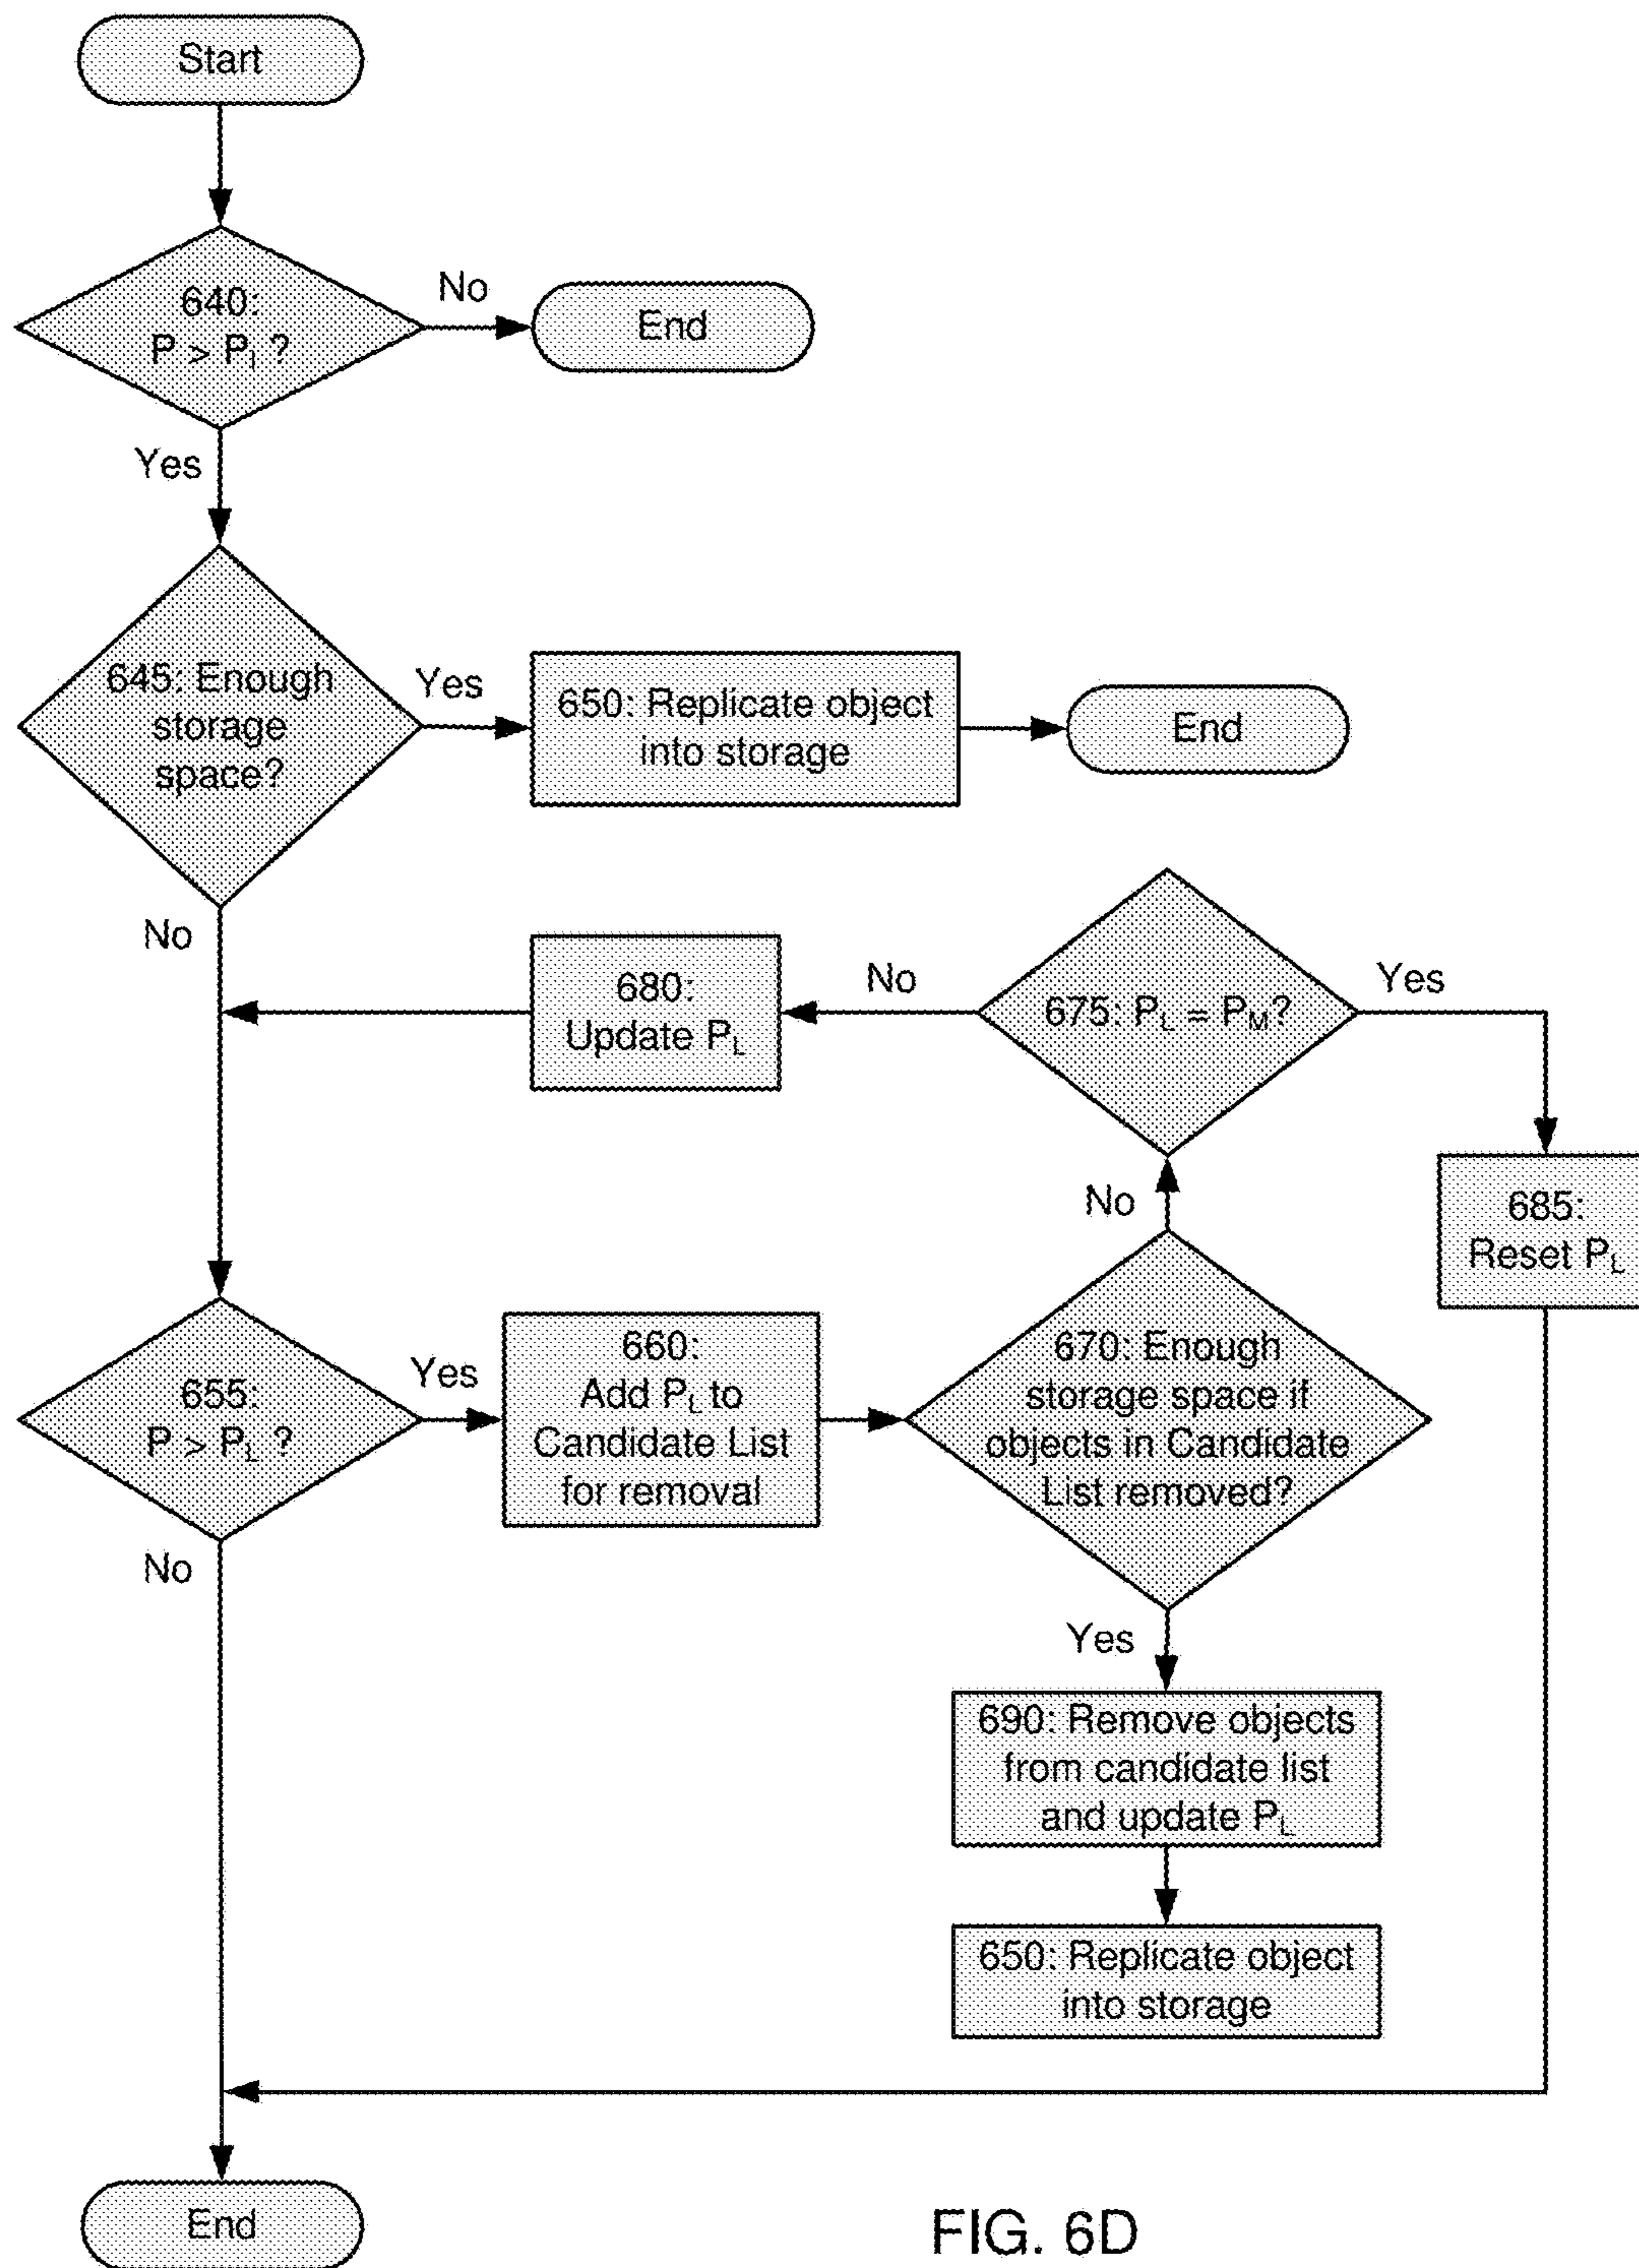 Start
640:
P > PI ?
No
End
Yes
645: Enough
storage
space?
Yes
650: Replicate object
into storage
End
No
680:
Update PL
No
675: PL = PM?
Yes
685:
Reset PL
No
655:
P > PL ?
Yes
660:
Add PL to
Candidate List
for removal
670: Enough
storage space if
objects in Candidate
List removed?
No
Yes
690: Remove objects
from candidate list
and update PL
650: Replicate object
into storage
End
FIG. 6D